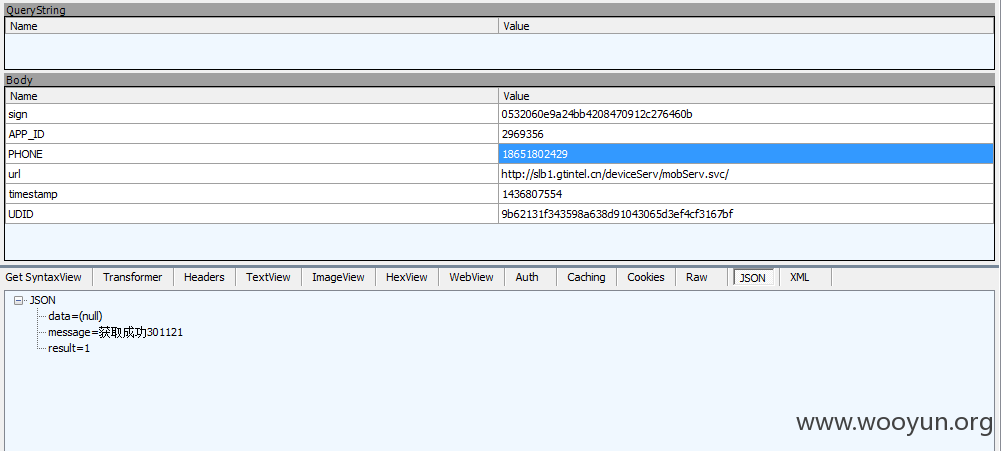 QueryString
Name Value
Body
Name Value
sign 0532060e9a24bb4208470912c276460b
APP_ID 2969356
PHONE 18651802429
url http://slb1.gtintel.cn/deviceServ/mobServ.svc/
timestamp 1436807554
UDID 9b62131f343598a638d91043065d3ef4cf3167bf
Get SyntaxView Transformer Headers TextView ImageView HexView WebView Auth Caching Cookies Raw JSON XML
JSON
data=(null)
message=获取成功301121
result=1
www.wooyun.org